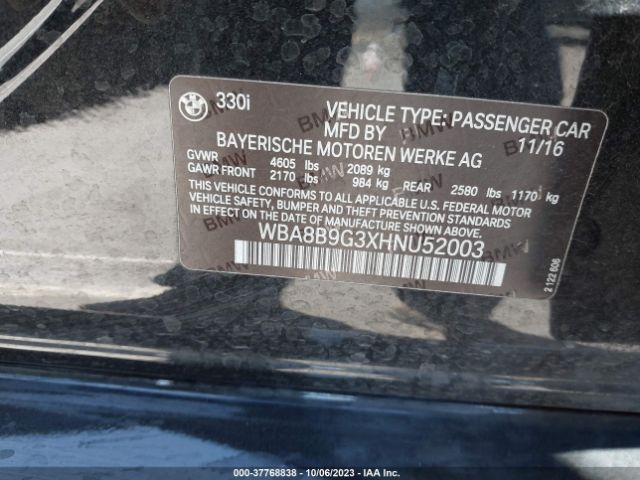 330i
VEHICLE TYPE: PASSENGER CAR
MFD BY 11/16
BAYERISCHE MOTOREN WERKE AG
GVWR 4605 lbs 2089 kg
GAWR FRONT 2170 lbs 984 kg REAR 2580 lbs 1170 kg
THIS VEHICLE CONFORMS TO ALL APPLICABLE U.S. FEDERAL MOTOR
VEHICLE SAFETY, BUMPER AND THEFT PREVENTION STANDARDS
IN EFFECT ON THE DATE OF MANUFACTURE SHOWN ABOVE.
WBA8B9G3XHNU52003
2 122 606
000-37768838 - 10/06/2023 - IAA Inc.